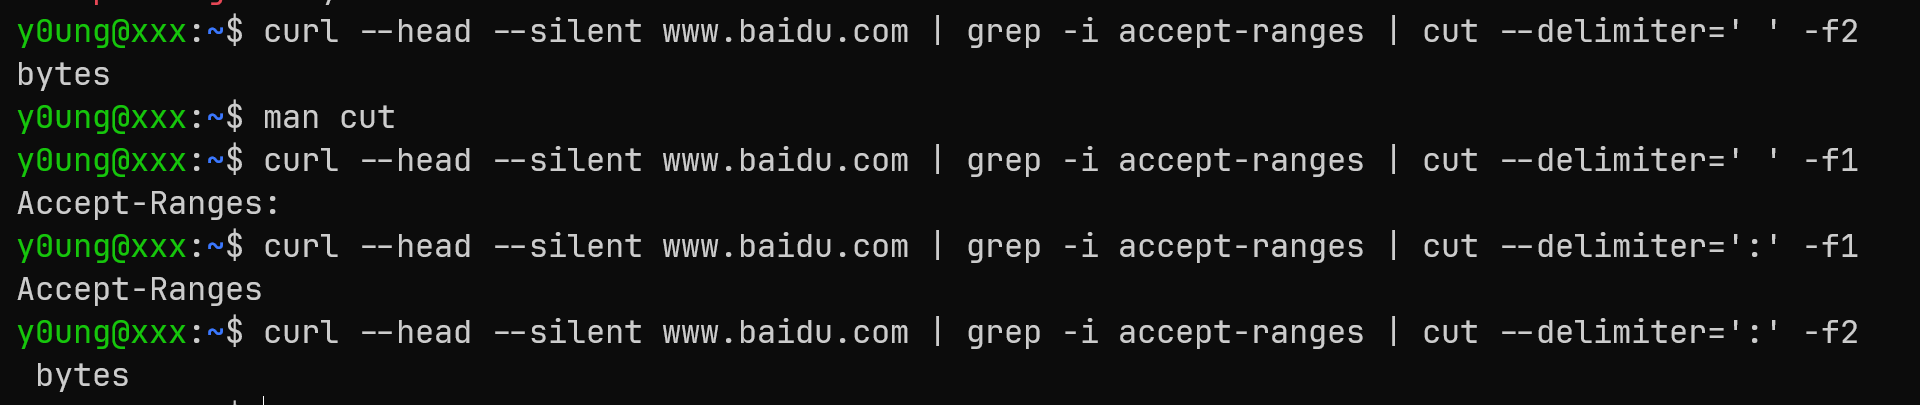 y0ung@xxx:~$ curl --head --silent www.baidu.com | grep -i accept-ranges | cut --delimiter=' ' -f2
bytes
y0ung@xxx:~$ man cut
y0ung@xxx:~$ curl --head --silent www.baidu.com | grep -i accept-ranges | cut --delimiter=' ' -f1
Accept-Ranges:
y0ung@xxx:~$ curl --head --silent www.baidu.com | grep -i accept-ranges | cut --delimiter=':' -f1
Accept-Ranges
y0ung@xxx:~$ curl --head --silent www.baidu.com | grep -i accept-ranges | cut --delimiter=':' -f2
 bytes